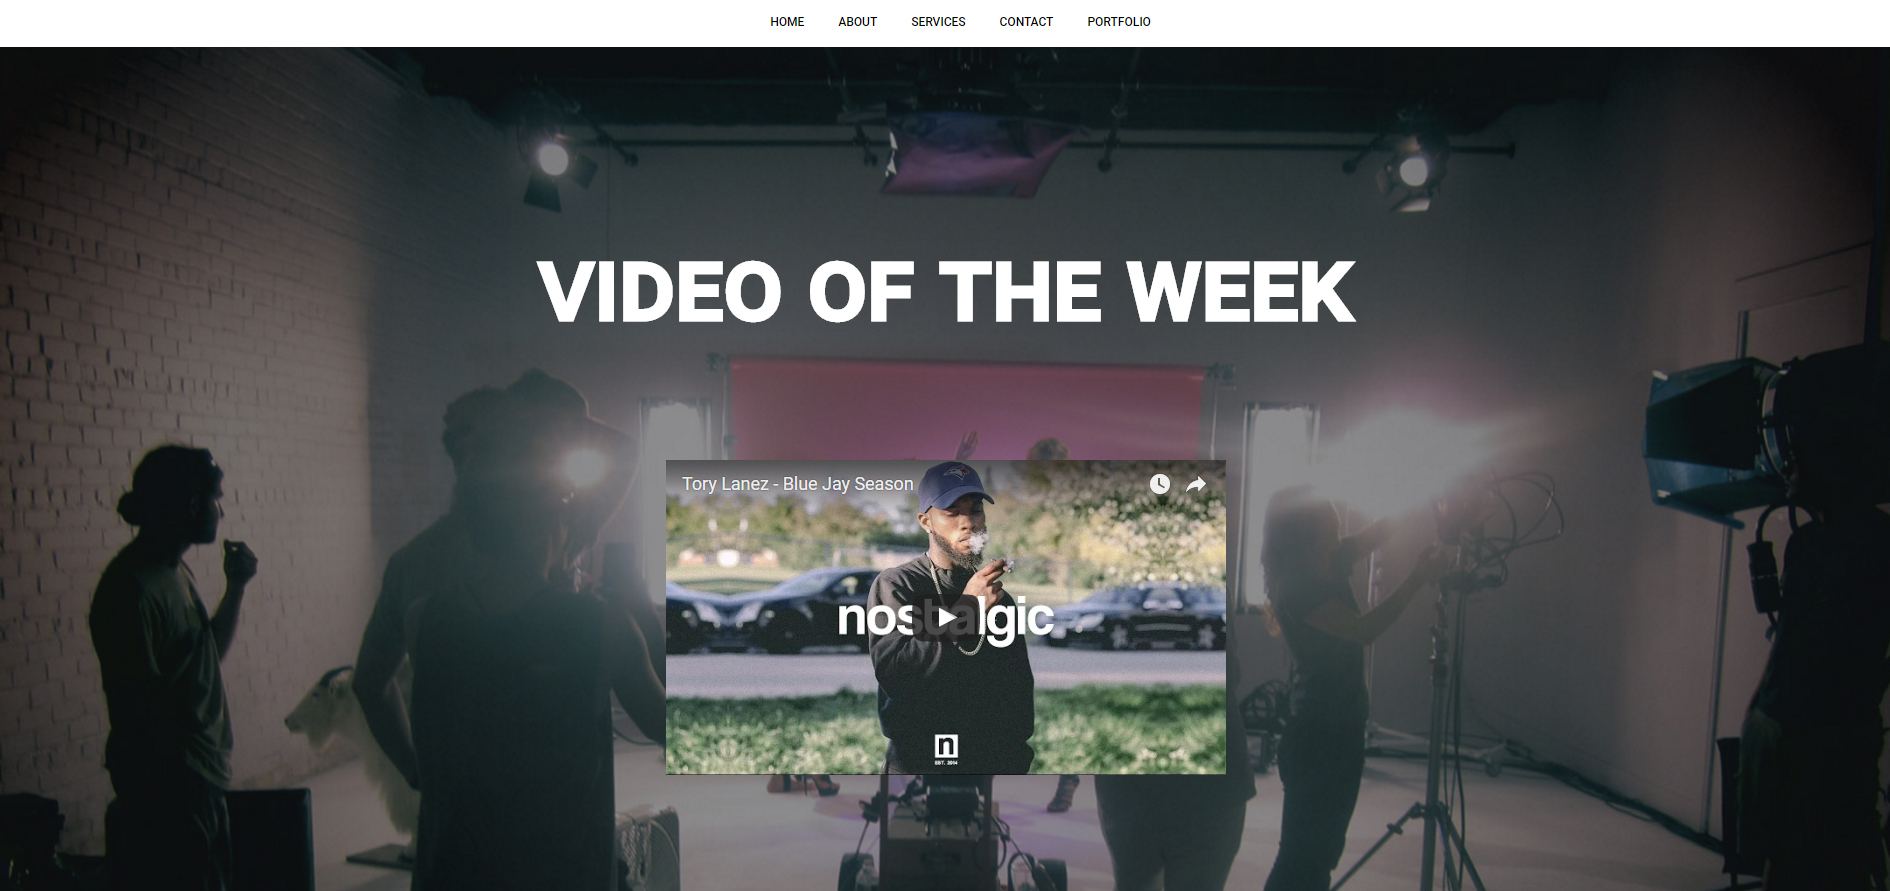 HOME ABOUT SERVICES CONTACT PORTFOLIO
VIDEO OF THE WEEK
Tory Lanez - Blue Jay Season
nostalgic
n
EST. 2014